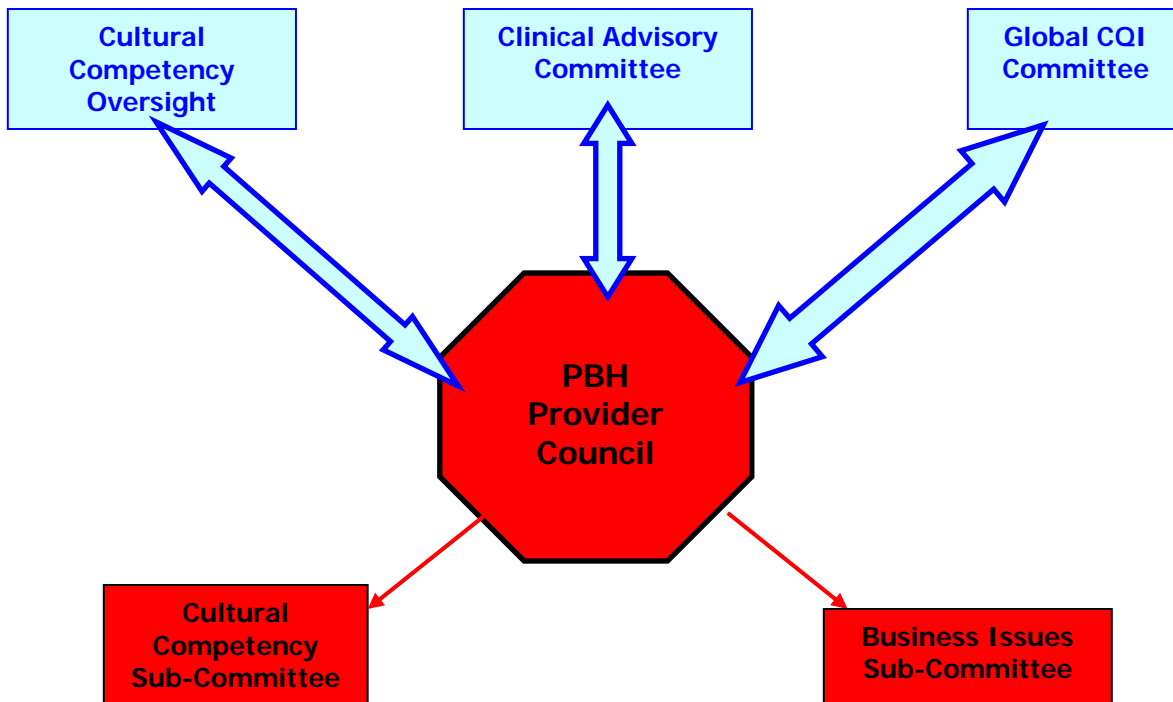 Cultural
Competency
Oversight
Clinical Advisory
Committee
Global CQI
Committee
PBH
Provider
Council
Cultural
Competency
Sub-Committee
Business Issues
Sub-Committee